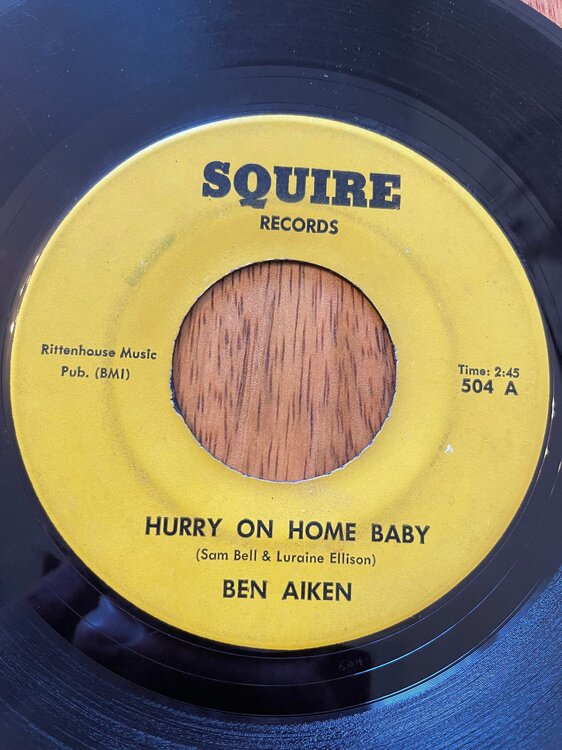 SQUIRE
RECORDS
Rittenhouse Music
Pub. (BMI)
Time: 2:45
504 A
HURRY ON HOME BABY
(Sam Bell & Luraine Ellison)
BEN AIKEN